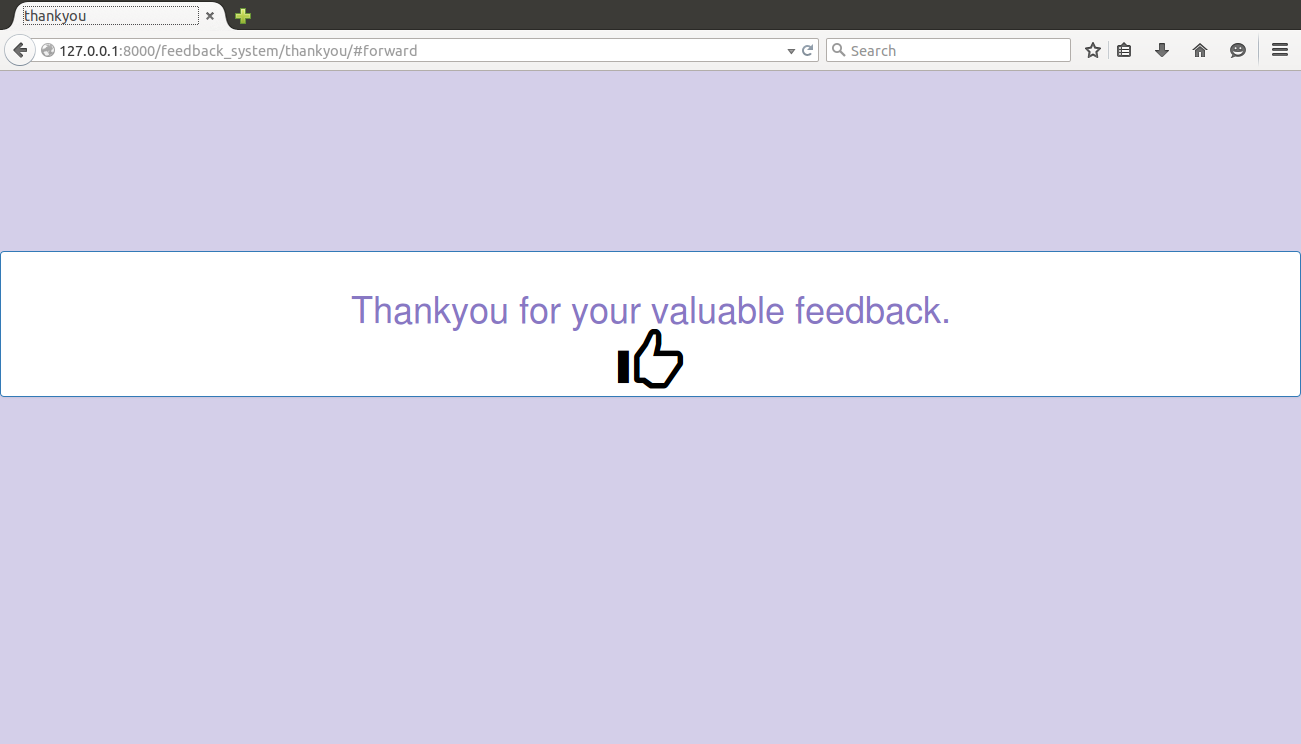 thankyou
127.0.0.1:8000/feedback_system/thankyou/#forward
Search
Thankyou for your valuable feedback.